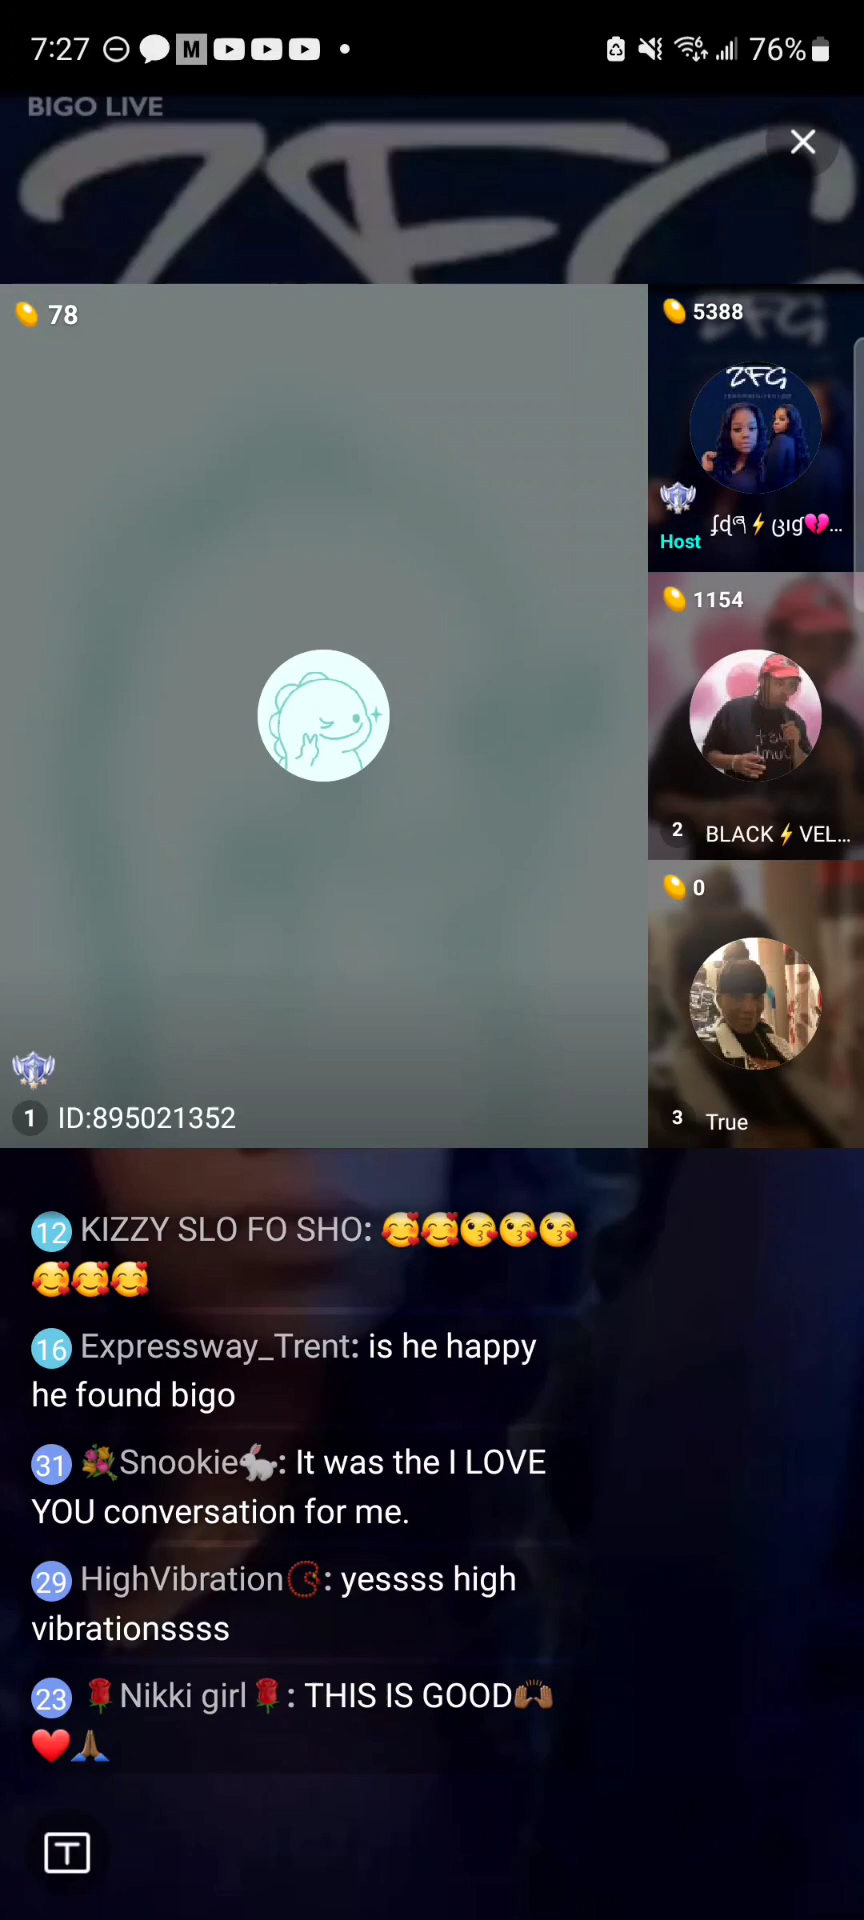 7:27 M 76%
BIGO LIVE
ZFG
78
5388
ZFG
ZFG
Host
1154
2 BLACK⚡VEL...
0
3 True
1 ID:895021352
12 KIZZY SLO FO SHO: 🥰🥰😘😘😘
🥰🥰🥰
16 Expressway_Trent: is he happy
he found bigo
31 💐Snookie🐇: It was the I LOVE
YOU conversation for me.
29 HighVibration📿: yessss high
vibrationssss
23 🌹Nikki girl🌹: THIS IS GOOD🙌🏾
❤️🙏🏾
T